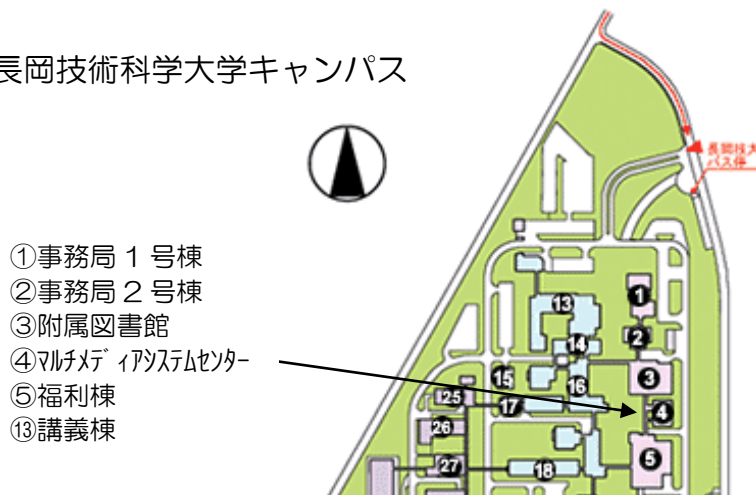 長岡技術科学大学キャンパス
長岡技大
バス停
①事務局1号棟
②事務局2号棟
③附属図書館
④ﾏﾙﾁﾒﾃﾞｨｱｼｽﾃﾑｾﾝﾀｰ
⑤福利棟
⑬講義棟
1
13
2
14
3
15
16
25
17
4
26
5
27
18